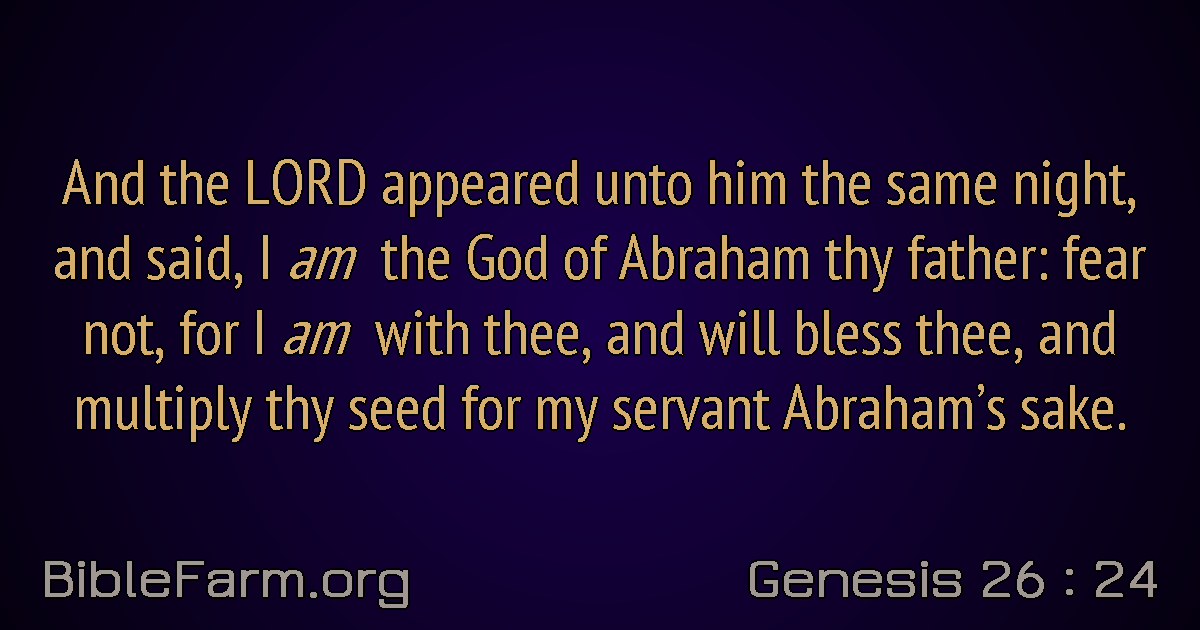 And the LORD appeared unto him the same night,
and said, I am the God of Abraham thy father: fear
not, for I am with thee, and will bless thee, and
multiply thy seed for my servant Abraham’s sake.
BibleFarm.org
Genesis 26 : 24